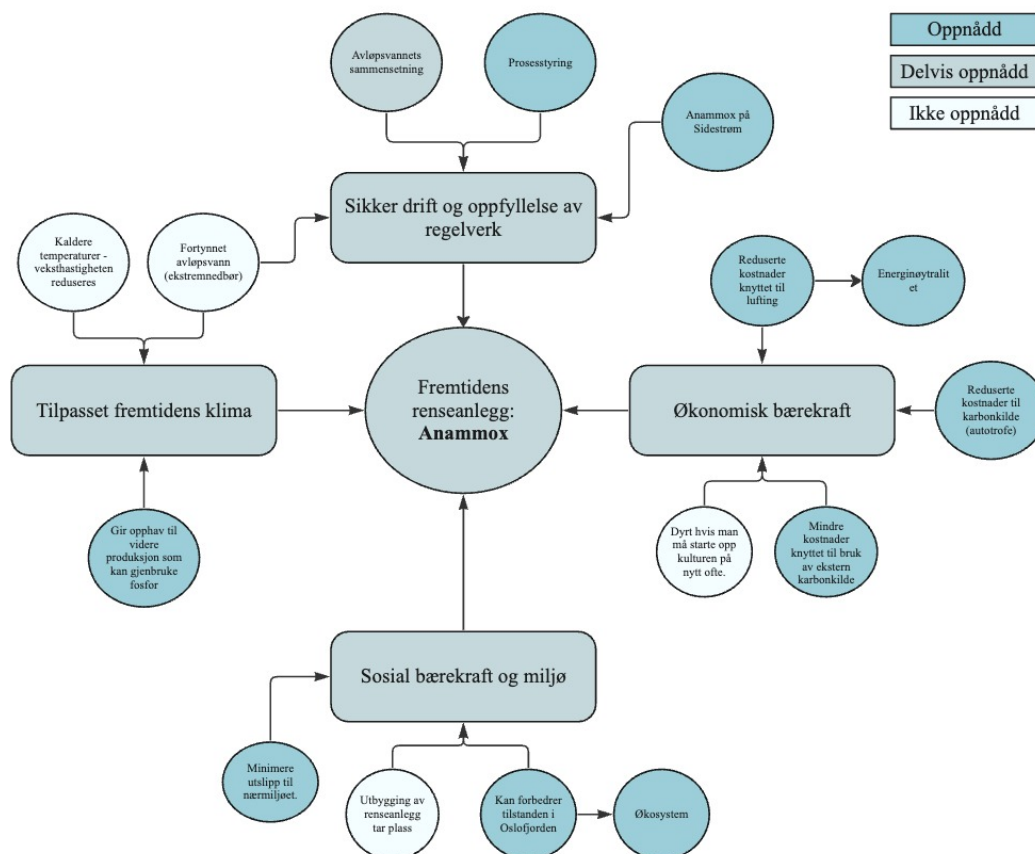 Oppnådd
Delvis oppnådd
Ikke oppnådd
Avløpsvannets
sammensetning
Prosesstyring
Anammox på
Sidestrøm
Sikker drift og oppfyllelse av
regelverk
Kaldere
temperaturer -
veksthastigheten
reduseres
Fortynnet
avløpsvann
(ekstremnedbør)
Reduserte
kostnader
knyttet til
lufting
Energinøytralit
et
Tilpasset fremtidens klima
Fremtidens
renseanlegg:
Anammox
Økonomisk bærekraft
Reduserte
kostnader til
karbonkilde
(autotrofe)
Gir opphav til
videre
produksjon som
kan gjenbruke
fosfor
Dyrt hvis man
må starte opp
kulturen på
nytt ofte.
Mindre
kostnader
knyttet til bruk
av ekstern
karbonkilde
Sosial bærekraft og miljø
Minimere
utslipp til
nærmiljøet.
Utbygging av
renseanlegg
tar plass
Kan forbedrer
tilstanden i
Oslofjorden
Økosystem